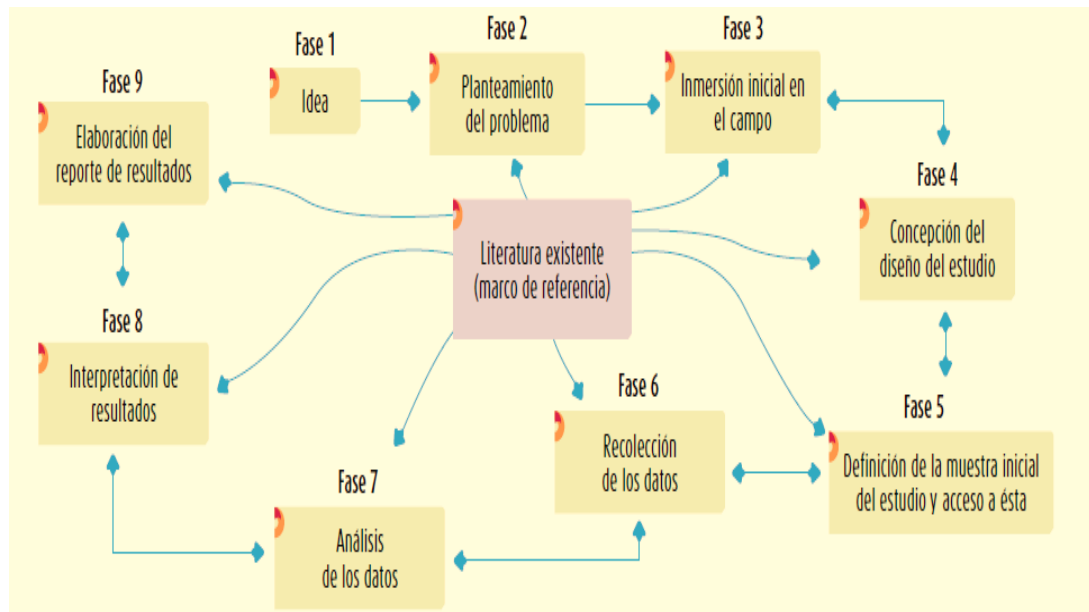 Fase 1
Idea
Fase 2
Planteamiento
del problema
Fase 3
Inmersión inicial en
el campo
Fase 4
Concepción del
diseño del estudio
Fase 5
Definición de la muestra inicial
del estudio y acceso a ésta
Fase 6
Recolección
de los datos
Fase 7
Análisis
de los datos
Fase 8
Interpretación de
resultados
Fase 9
Elaboración del
reporte de resultados
Literatura existente
(marco de referencia)